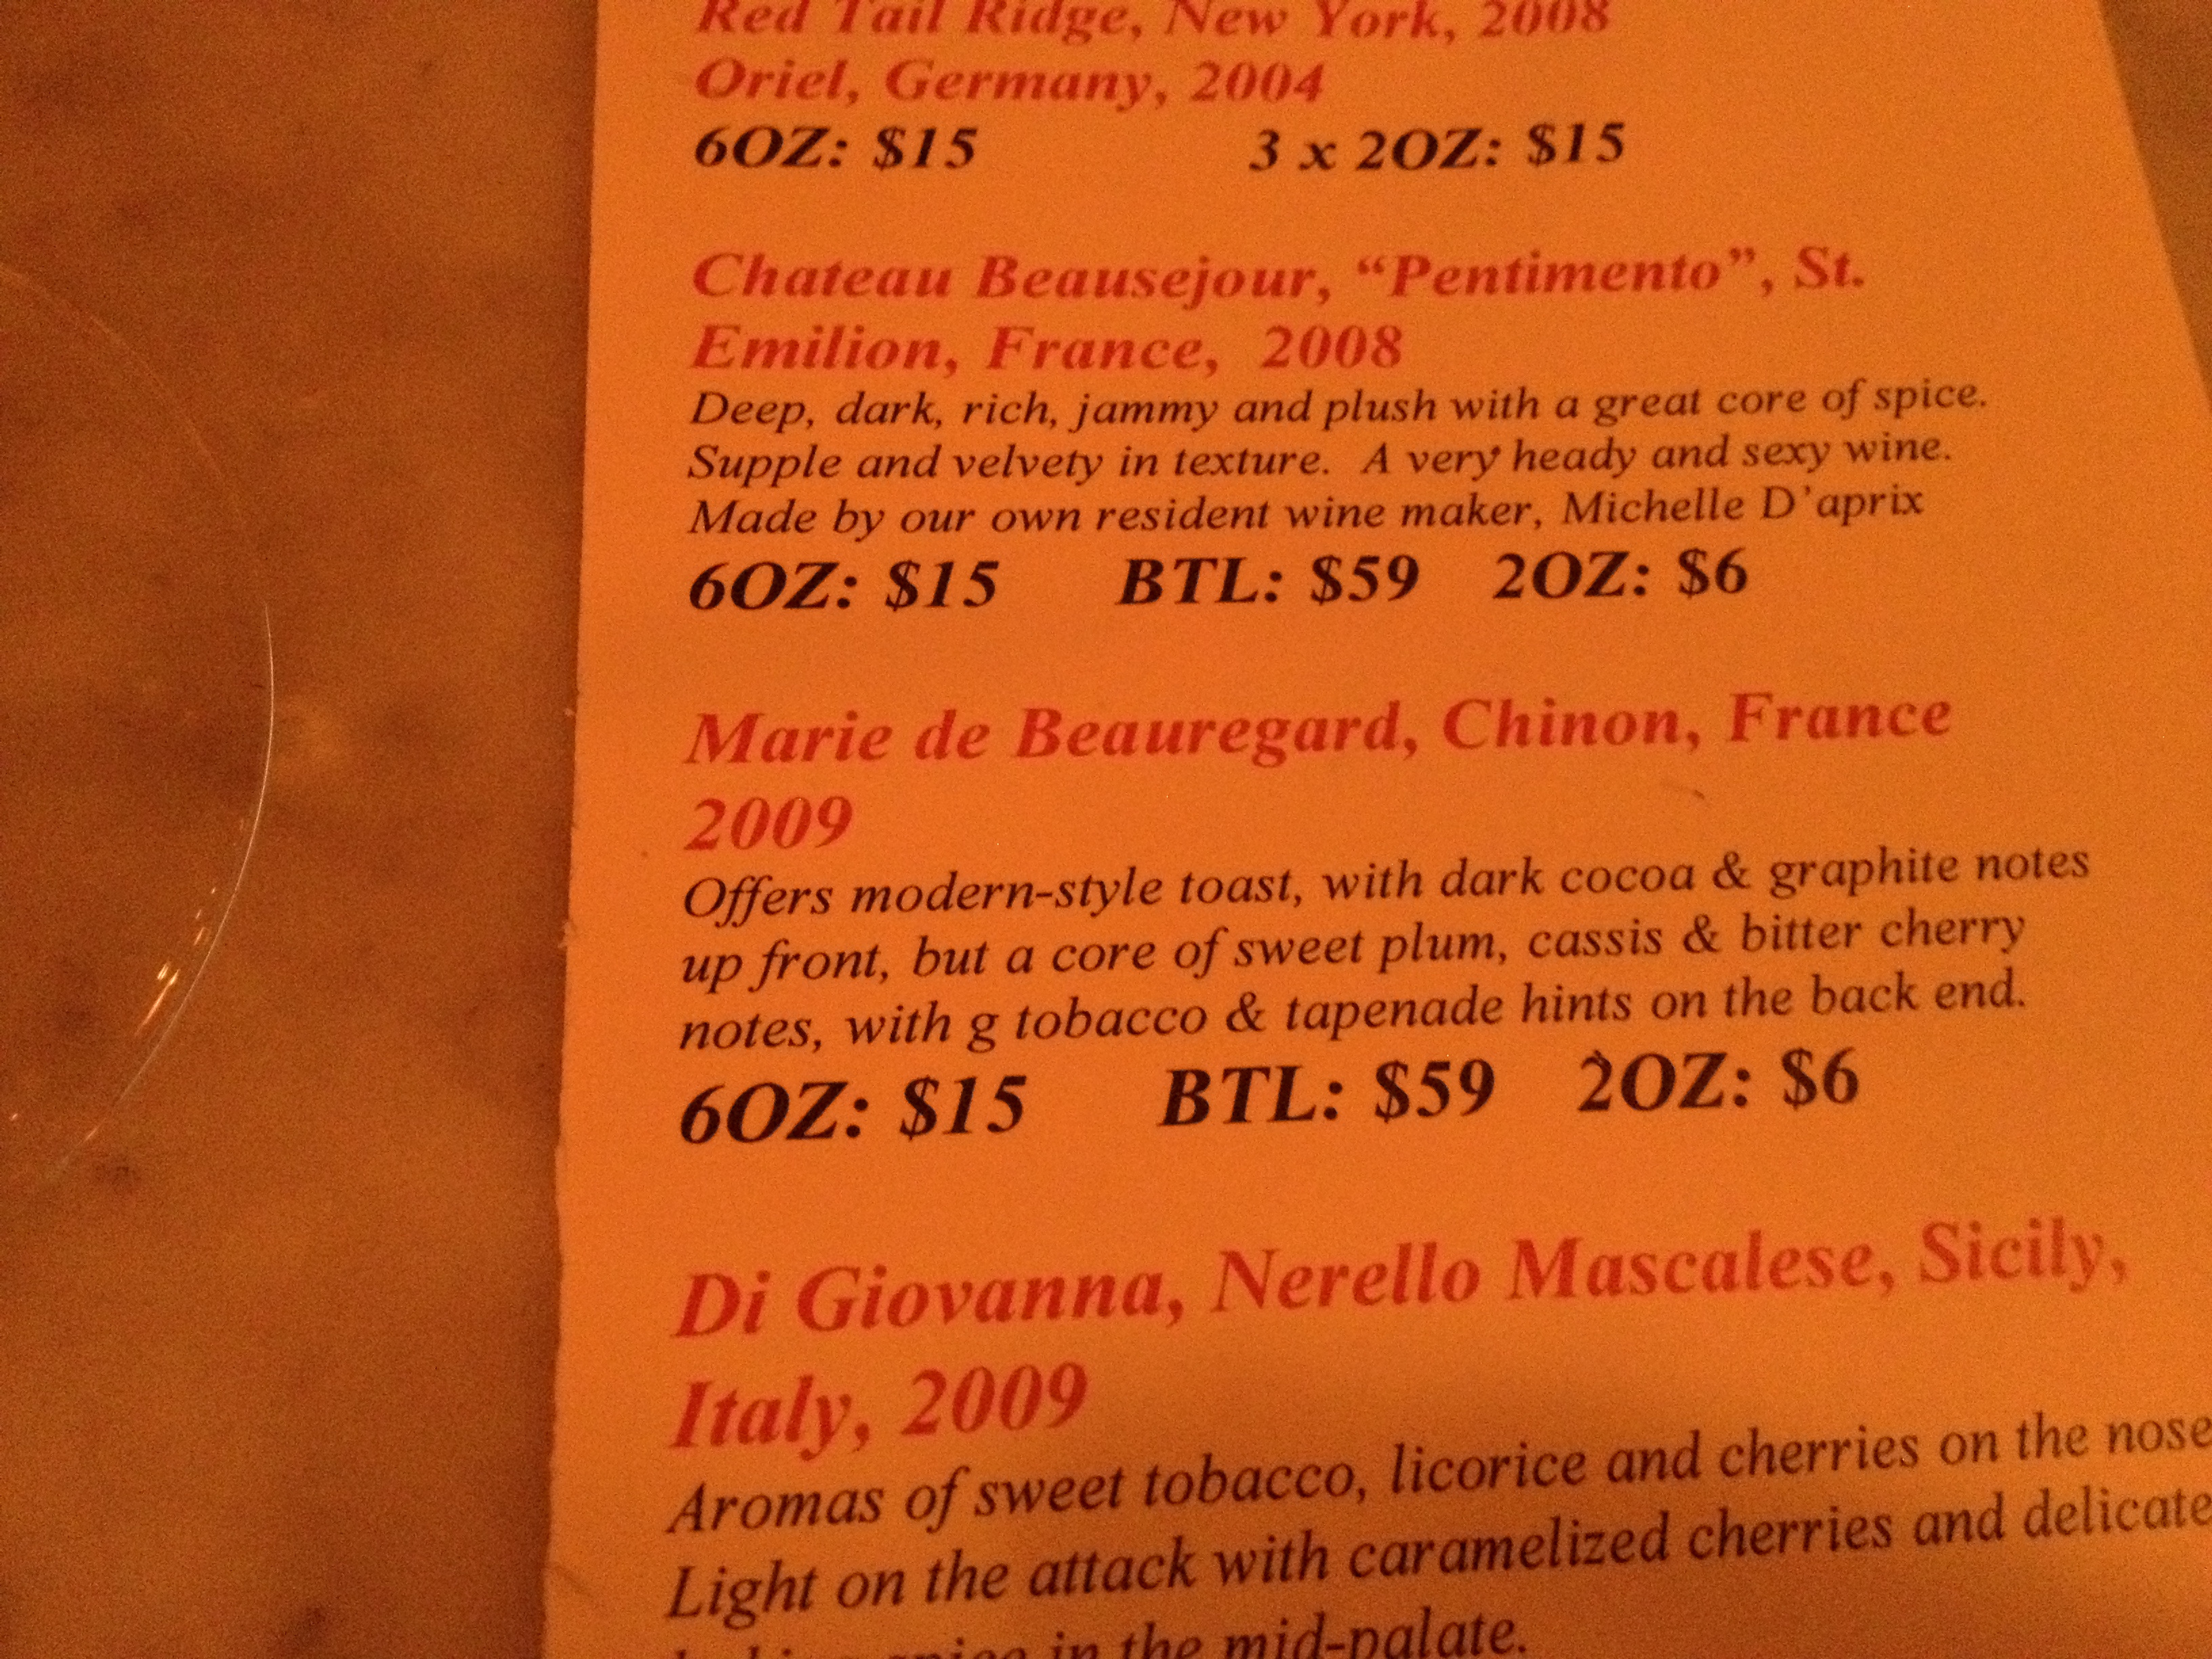 Red Tail Ridge, New York, 2008
Oriel, Germany, 2004
6OZ: $15 3 x 2OZ: $15
Chateau Beausejour, “Pentimento”, St.
Emilion, France, 2008
Deep, dark, rich, jammy and plush with a great core of spice.
Supple and velvety in texture. A very heady and sexy wine.
Made by our own resident wine maker, Michelle D’aprix
6OZ: $15 BTL: $59 2OZ: $6
Marie de Beauregard, Chinon, France
2009
Offers modern-style toast, with dark cocoa & graphite notes
up front, but a core of sweet plum, cassis & bitter cherry
notes, with g tobacco & tapenade hints on the back end.
6OZ: $15 BTL: $59 2OZ: $6
Di Giovanna, Nerello Mascalese, Sicily,
Italy, 2009
Aromas of sweet tobacco, licorice and cherries on the nose
Light on the attack with caramelized cherries and delicate
spice in the mid-palate.